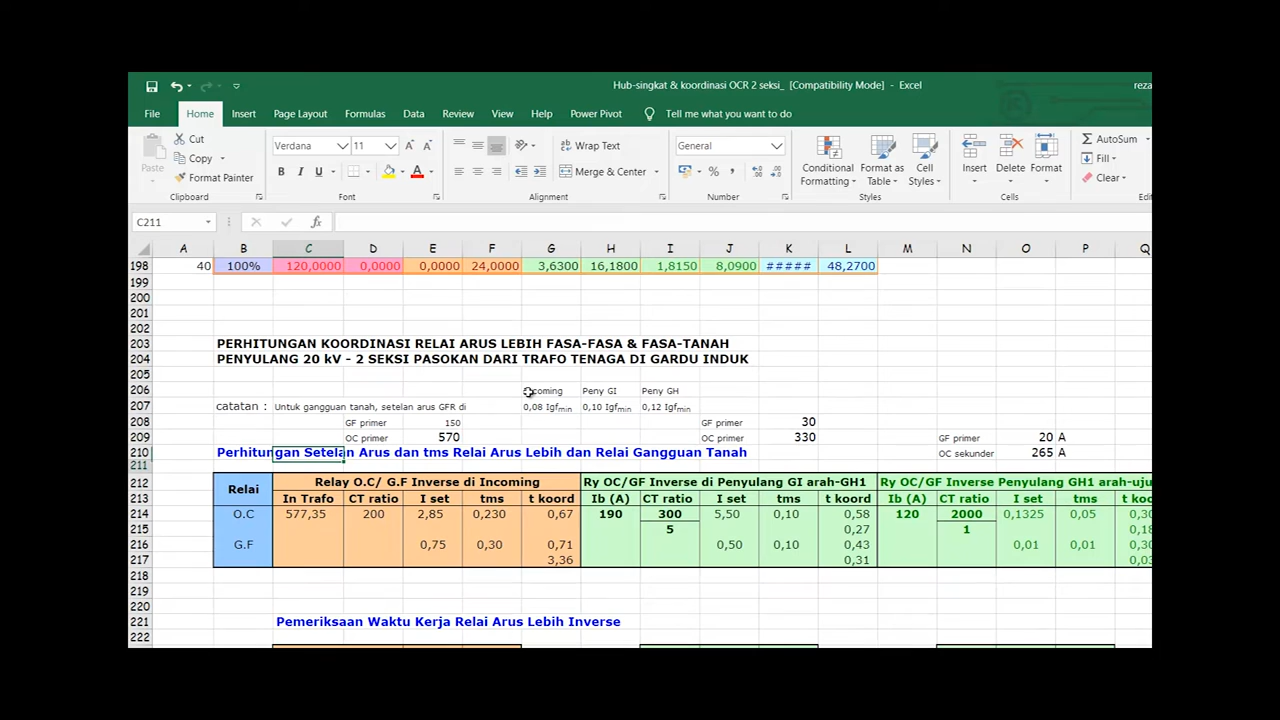 Hub-singkat & koordinasi OCR 2 seksi_ [Compatibility Mode] - Excel
reza
File Home Insert Page Layout Formulas Data Review View Help Power Pivot Tell me what you want to do
Cut
Copy
Format Painter
Paste
Clipboard
Verdana 11
B I U
Font
Wrap Text
Merge & Center
Alignment
General
% ,
Number
Conditional Formatting
Format as Table
Cell Styles
Styles
Insert Delete Format
Cells
AutoSum
Fill
Clear
C211
fx
A B C D E F G H I J K L M N O P Q
198 40 100% 120,0000 0,0000 0,0000 24,0000 3,6300 16,1800 1,8150 8,0900 ##### 48,2700
199
200
201
202
203 PERHITUNGAN KOORDINASI RELAI ARUS LEBIH FASA-FASA & FASA-TANAH
204 PENYULANG 20 kV - 2 SEKSI PASOKAN DARI TRAFO TENAGA DI GARDU INDUK
205
206 Incoming Peny GI Peny GH
207 catatan : Untuk gangguan tanah, setelan arus GFR di 0,08 Igfmin 0,10 Igfmin 0,12 Igfmin
208 GF primer 150 GF primer 30
209 OC primer 570 OC primer 330 GF primer 20 A
210 Perhitungan Setelan Arus dan tms Relai Arus Lebih dan Relai Gangguan Tanah OC sekunder 265 A
211
212 Relai Relay O.C/ G.F Inverse di Incoming Ry OC/GF Inverse di Penyulang GI arah-GH1 Ry OC/GF Inverse Penyulang GH1 arah-uju
213 In Trafo CT ratio I set tms t koord Ib (A) CT ratio I set tms t koord Ib (A) CT ratio I set tms t koord
214 O.C 577,35 200 2,85 0,230 0,67 190 300 5,50 0,10 0,58 120 2000 0,1325 0,05 0,30
215 5 0,27 1 0,18
216 G.F 0,75 0,30 0,71 0,50 0,10 0,43 0,01 0,01 0,30
217 3,36 0,31 0,03
218
219
220
221 Pemeriksaan Waktu Kerja Relai Arus Lebih Inverse
222